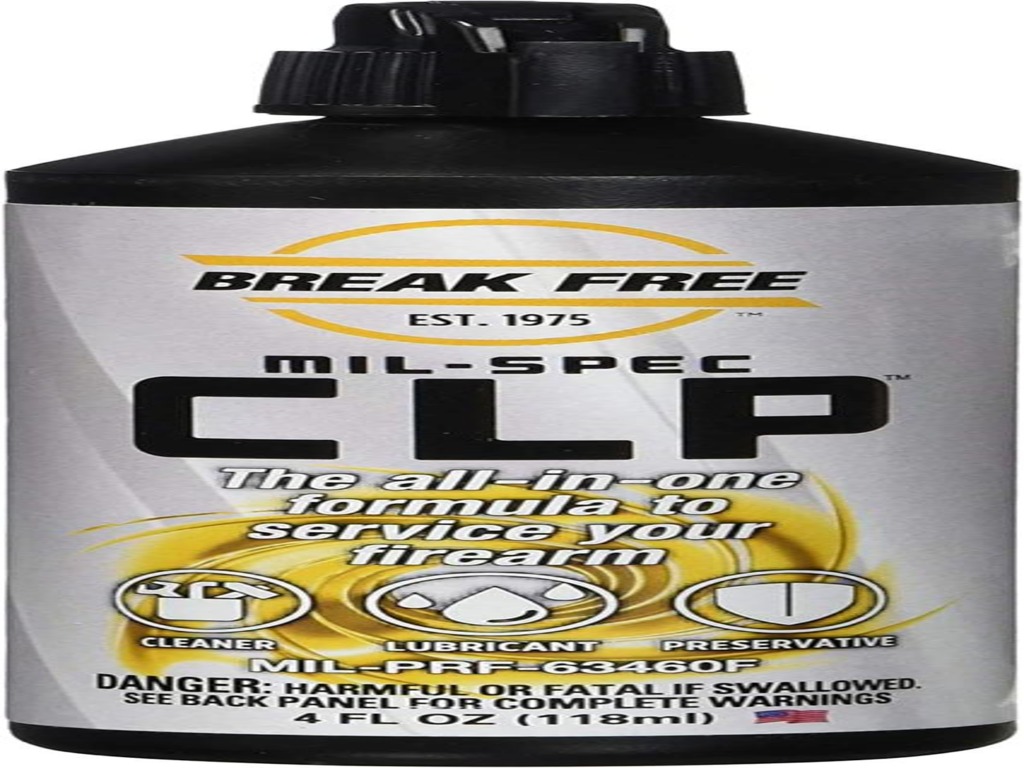 BREAK FREE
EST. 1975
™
MIL-SPEC
CLP™
The all-in-one
formula to
service your
firearm
CLEANER LUBRICANT PRESERVATIVE
MIL-PRF-63460F
DANGER: HARMFUL OR FATAL IF SWALLOWED.
SEE BACK PANEL FOR COMPLETE WARNINGS
4 FL OZ (118ml)